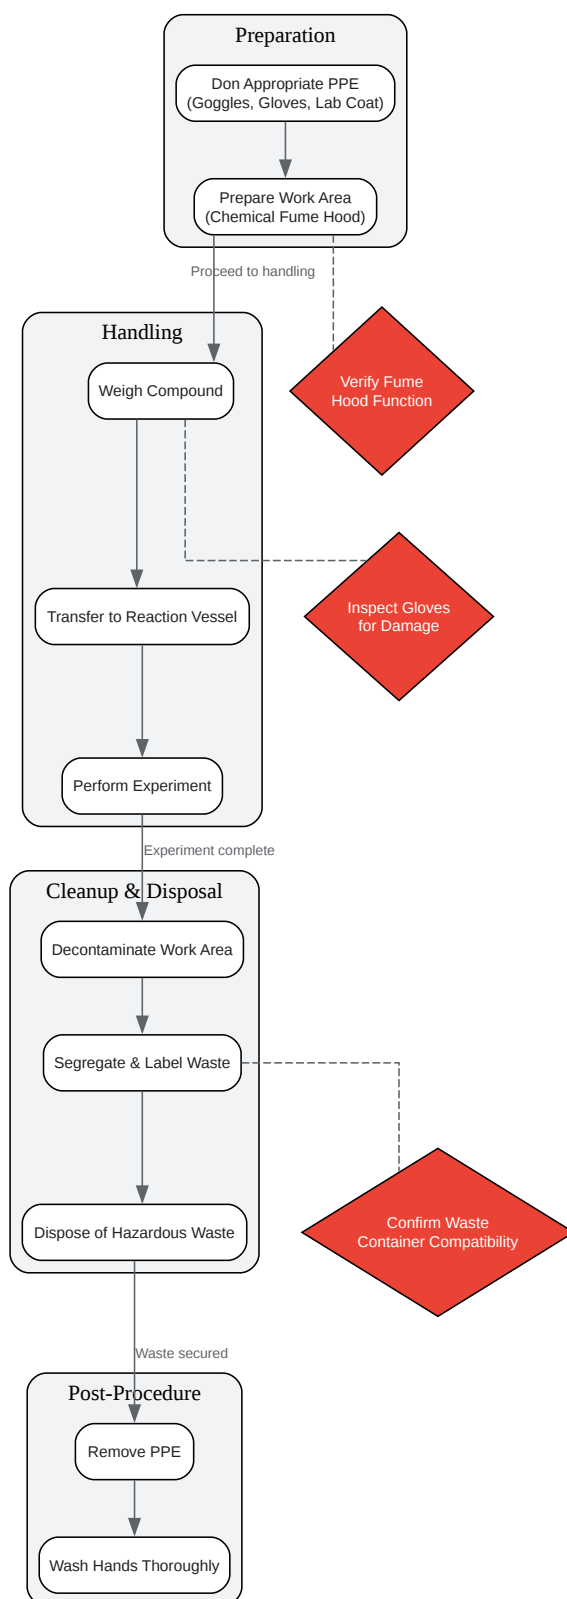 Preparation
Don Appropriate PPE
(Goggles, Gloves, Lab Coat)
Prepare Work Area
(Chemical Fume Hood)
Proceed to handling
Handling
Weigh Compound
Verify Fume
Hood Function
Transfer to Reaction Vessel
Inspect Gloves
for Damage
Perform Experiment
Experiment complete
Cleanup & Disposal
Decontaminate Work Area
Segregate & Label Waste
Dispose of Hazardous Waste
Confirm Waste
Container Compatibility
Waste secured
Post-Procedure
Remove PPE
Wash Hands Thoroughly